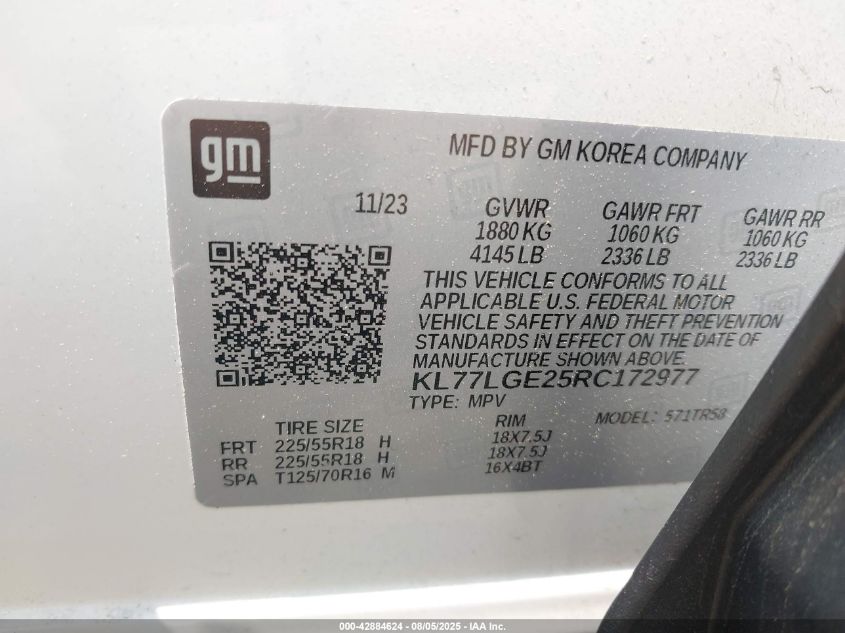 gm
MFD BY GM KOREA COMPANY
11/23
GVWR GAWR FRT GAWR RR
1880 KG 1060 KG 1060 KG
4145 LB 2336 LB 2336 LB
THIS VEHICLE CONFORMS TO ALL
APPLICABLE U.S. FEDERAL MOTOR
VEHICLE SAFETY AND THEFT PREVENTION
STANDARDS IN EFFECT ON THE DATE OF
MANUFACTURE SHOWN ABOVE.
KL77LGE25RC172977
TYPE: MPV MODEL: 571TR58
TIRE SIZE RIM
FRT 225/55R18 H 18X7.5J
RR 225/55R18 H 18X7.5J
SPA T125/70R16 M 16X4BT
000-42884624 - 08/05/2025 - IAA Inc.